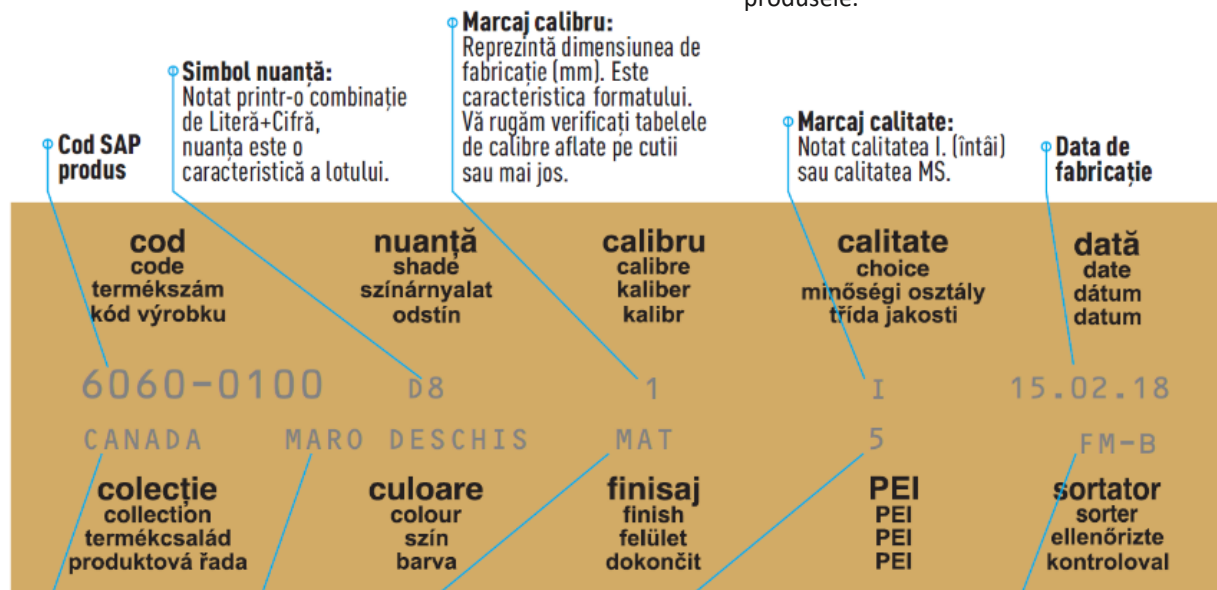 produsele.
Marcaj calibru:
Reprezintă dimensiunea de
fabricație (mm). Este
caracteristica formatului.
Vă rugăm verificați tabelele
de calibre aflate pe cutii
sau mai jos.
Simbol nuanță:
Notat printr-o combinație
de Literă+Cifră,
nuanța este o
caracteristică a lotului.
Marcaj calitate:
Notat calitatea I. (întâi)
sau calitatea MS.
Cod SAP
produs
Data de
fabricație
cod nuanță calibru calitate dată
code shade calibre choice date
termékszám színárnyalat kaliber minőségi osztály dátum
kód výrobku odstín kalibr třída jakosti datum
6060-0100 D8 1 I 15.02.18
CANADA MARO DESCHIS MAT 5 FM-B
colecție culoare finisaj PEI sortator
collection colour finish PEI sorter
termékcsalád szín felület PEI ellenőrizte
produktová řada barva dokončit PEI kontroloval